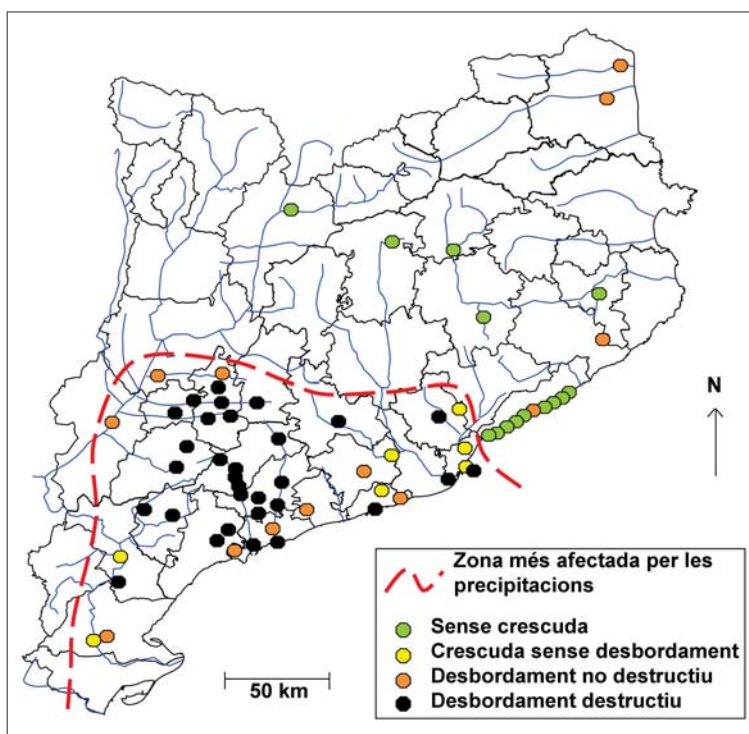 N
50 km
Zona més afectada per les
precipitacions
Sense crescuda
Crescuda sense desbordament
Desbordament no destructiu
Desbordament destructiu